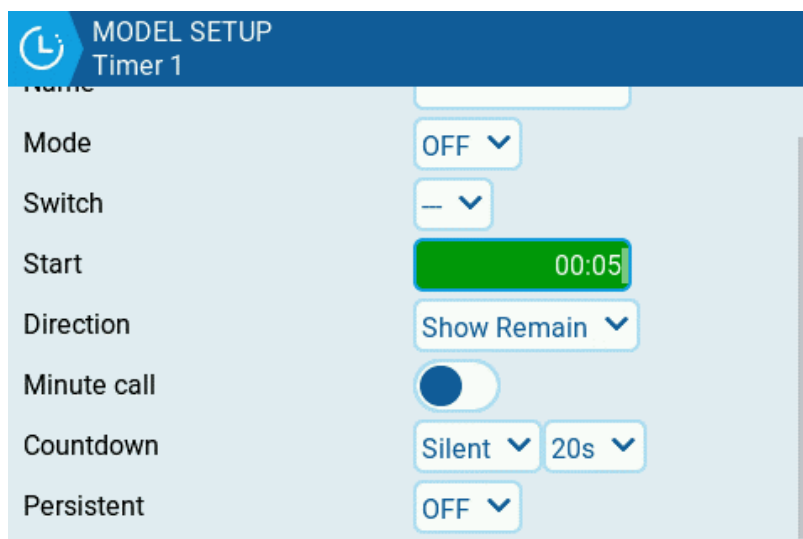 MODEL SETUP
Timer 1
Name
Mode OFF
Switch ---
Start 00:05
Direction Show Remain
Minute call
Countdown Silent 20s
Persistent OFF